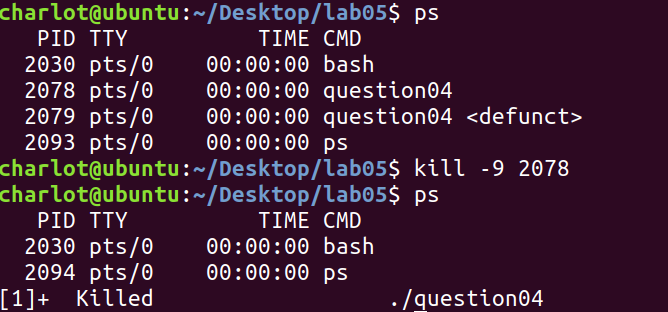 charlot@ubuntu:~/Desktop/lab05$ ps
PID TTY TIME CMD
2030 pts/0 00:00:00 bash
2078 pts/0 00:00:00 question04
2079 pts/0 00:00:00 question04 <defunct>
2093 pts/0 00:00:00 ps
charlot@ubuntu:~/Desktop/lab05$ kill -9 2078
charlot@ubuntu:~/Desktop/lab05$ ps
PID TTY TIME CMD
2030 pts/0 00:00:00 bash
2094 pts/0 00:00:00 ps
[1]+ Killed ./question04